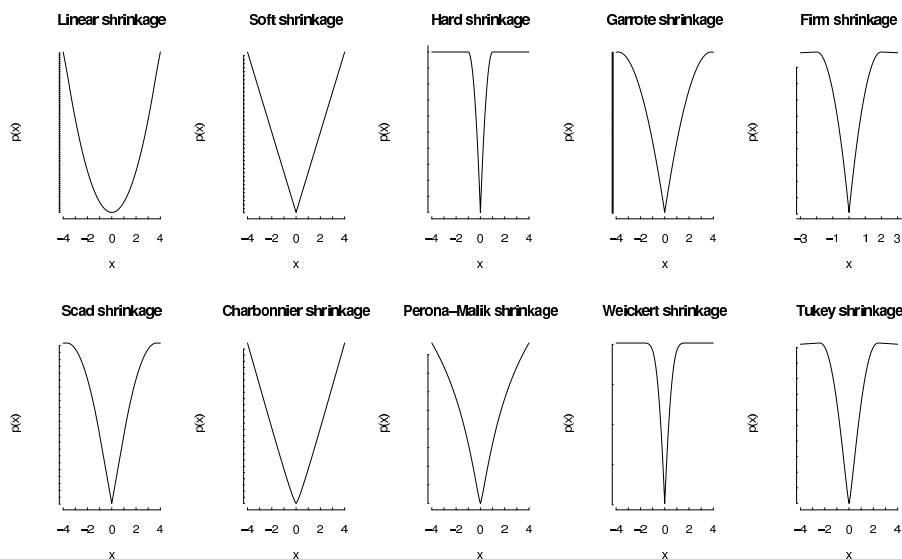 Linear shrinkage
Soft shrinkage
Hard shrinkage
Garrote shrinkage
Firm shrinkage
p(x)
p(x)
p(x)
p(x)
p(x)
−4 −2 0 2 4
−4 −2 0 2 4
−4 −2 0 2 4
−4 −2 0 2 4
−3 −1 0 1 2 3
x
x
x
x
x
Scad shrinkage
Charbonnier shrinkage
Perona−Malik shrinkage
Weickert shrinkage
Tukey shrinkage
p(x)
p(x)
p(x)
p(x)
p(x)
−4 −2 0 2 4
−4 −2 0 2 4
−4 −2 0 2 4
−4 −2 0 2 4
−4 −2 0 2 4
x
x
x
x
x